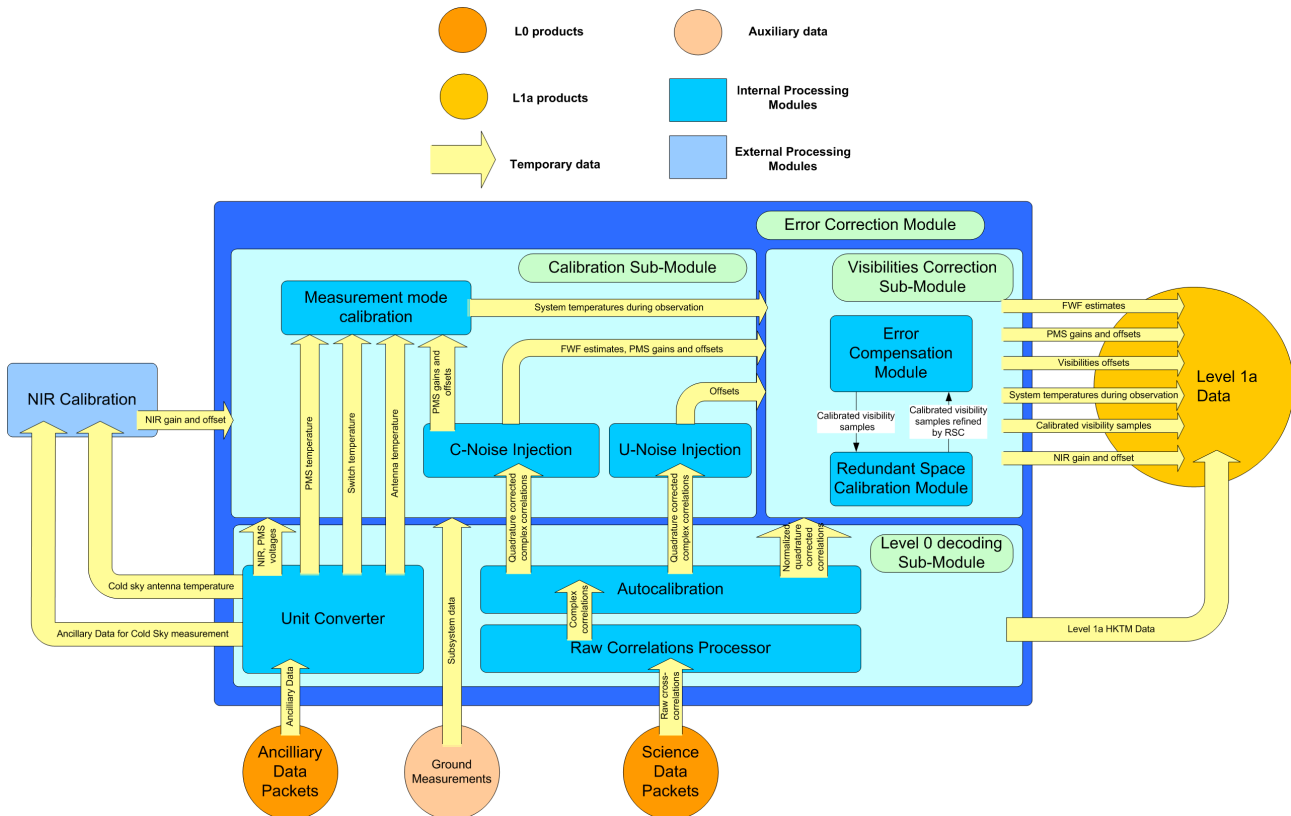 L0 products
Auxiliary data
L1a products
Internal Processing
Modules
Temporary data
External Processing
Modules
Error Correction Module
Calibration Sub-Module
Visibilities Correction
Sub-Module
Measurement mode
calibration
System temperatures during observation
FWF estimates, PMS gains and offsets
Offsets
PMS temperature
Switch temperature
Antenna temperature
PMS gains and
offsets
C-Noise Injection
U-Noise Injection
Error
Compensation
Module
Calibrated visibility
samples
Calibrated visibility
samples refined
by RSC
Redundant Space
Calibration Module
FWF estimates
PMS gains and offsets
Visibilities offsets
System temperatures during observation
Calibrated visibility samples
NIR gain and offset
Level 1a
Data
NIR Calibration
NIR gain and offset
NIR, PMS
voltages
Quadrature corrected
complex correlations
Quadrature corrected
complex correlations
Normalized
quadrature
corrected
correlations
Level 0 decoding
Sub-Module
Cold sky antenna temperature
Ancillary Data for Cold Sky measurement
Unit Converter
Subsystem data
Autocalibration
Complex
correlations
Raw Correlations Processor
Level 1a HKTM Data
Ancilliary Data
Raw cross-
correlations
Ancilliary
Data
Packets
Ground
Measurements
Science
Data
Packets